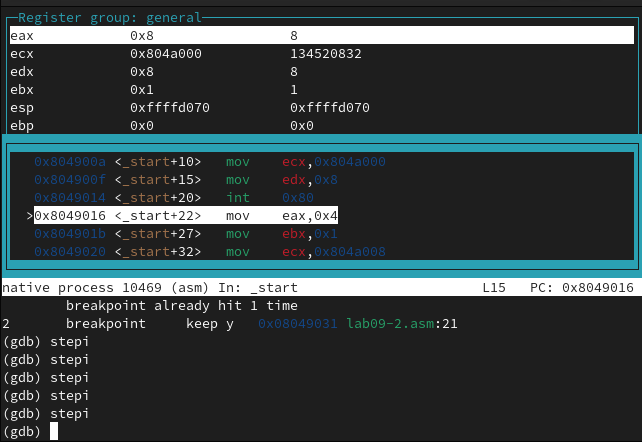 Register group: general
eax 0x8 8
ecx 0x804a000 134520832
edx 0x8 8
ebx 0x1 1
esp 0xffffd070 0xffffd070
ebp 0x0 0x0
0x804900a <_start+10> mov ecx,0x804a000
0x804900f <_start+15> mov edx,0x8
0x8049014 <_start+20> int 0x80
>0x8049016 <_start+22> mov eax,0x4
0x804901b <_start+27> mov ebx,0x1
0x8049020 <_start+32> mov ecx,0x804a008
native process 10469 (asm) In: _start L15 PC: 0x8049016
breakpoint already hit 1 time
2 breakpoint keep y 0x08049031 lab09-2.asm:21
(gdb) stepi
(gdb) stepi
(gdb) stepi
(gdb) stepi
(gdb) stepi
(gdb)